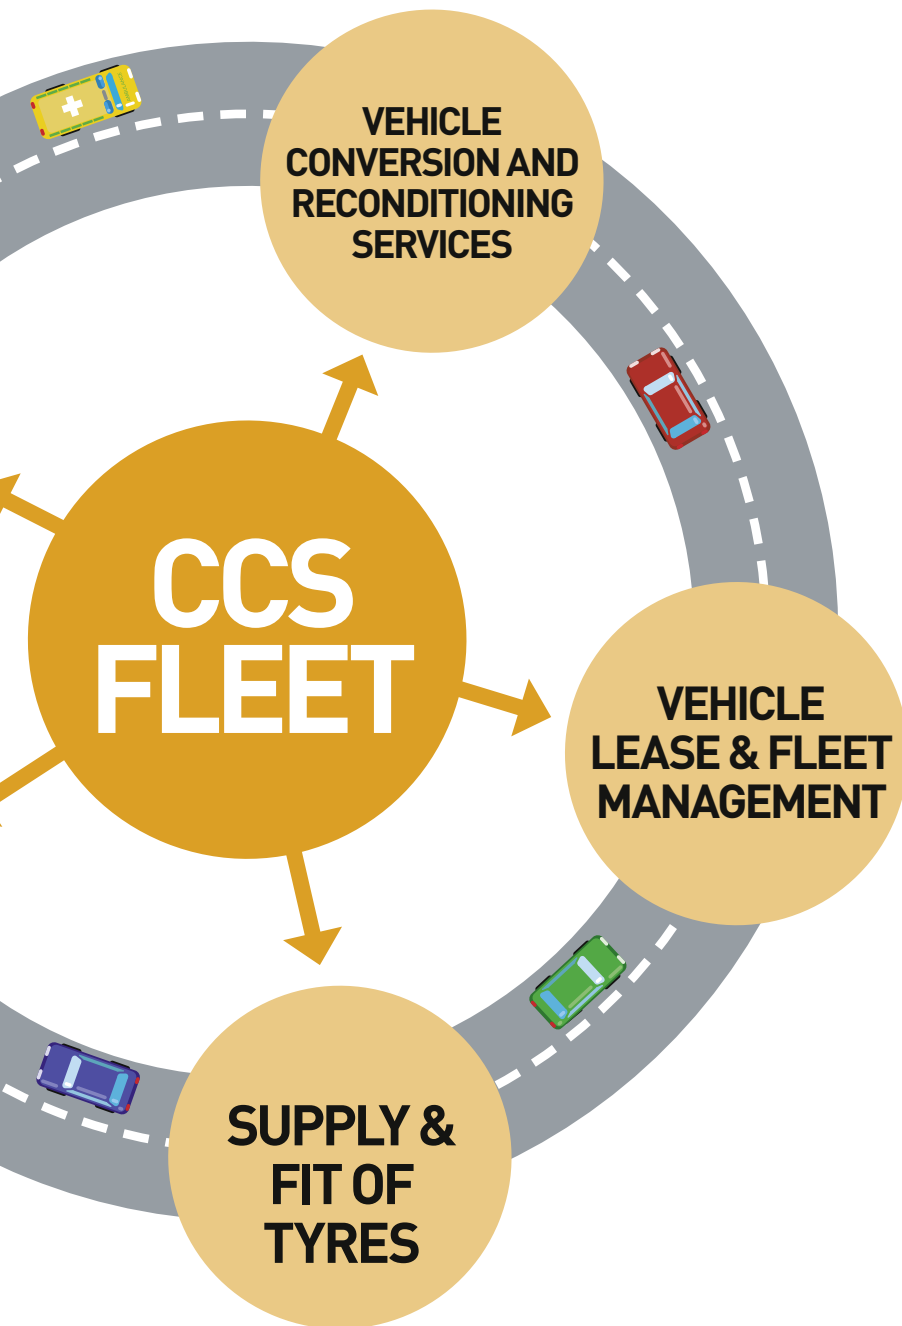 VEHICLE
CONVERSION AND
RECONDITIONING
SERVICES
CCS
FLEET
VEHICLE
LEASE & FLEET
MANAGEMENT
SUPPLY &
FIT OF
TYRES